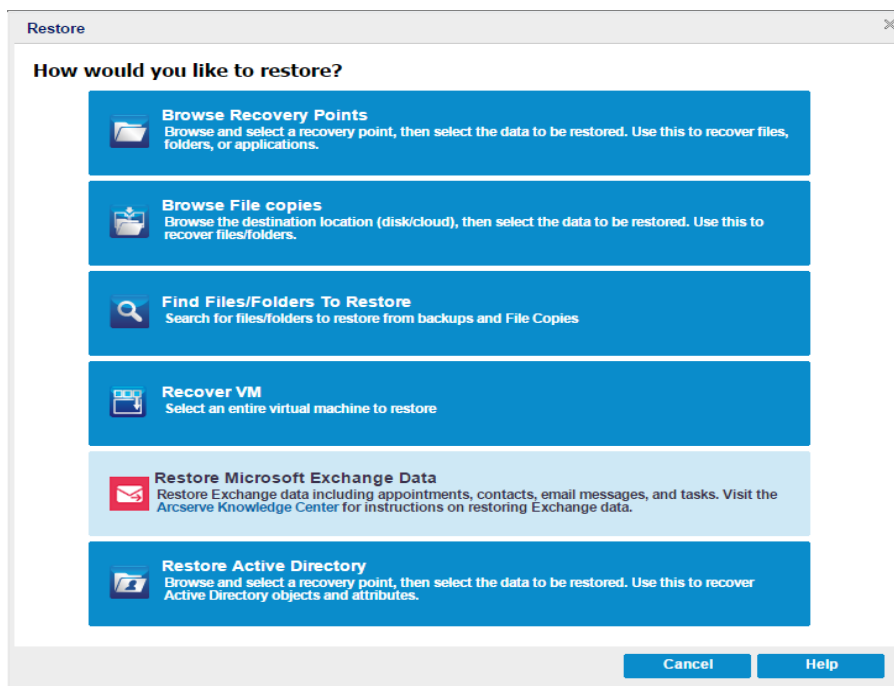 Restore
How would you like to restore?
Browse Recovery Points
Browse and select a recovery point, then select the data to be restored. Use this to recover files,
folders, or applications.
Browse File copies
Browse the destination location (disk/cloud), then select the data to be restored. Use this to
recover files/folders.
Find Files/Folders To Restore
Search for files/folders to restore from backups and File Copies
Recover VM
Select an entire virtual machine to restore
Restore Microsoft Exchange Data
Restore Exchange data including appointments, contacts, email messages, and tasks. Visit the
Arcserve Knowledge Center for instructions on restoring Exchange data.
Restore Active Directory
Browse and select a recovery point, then select the data to be restored. Use this to recover
Active Directory objects and attributes.
Cancel Help